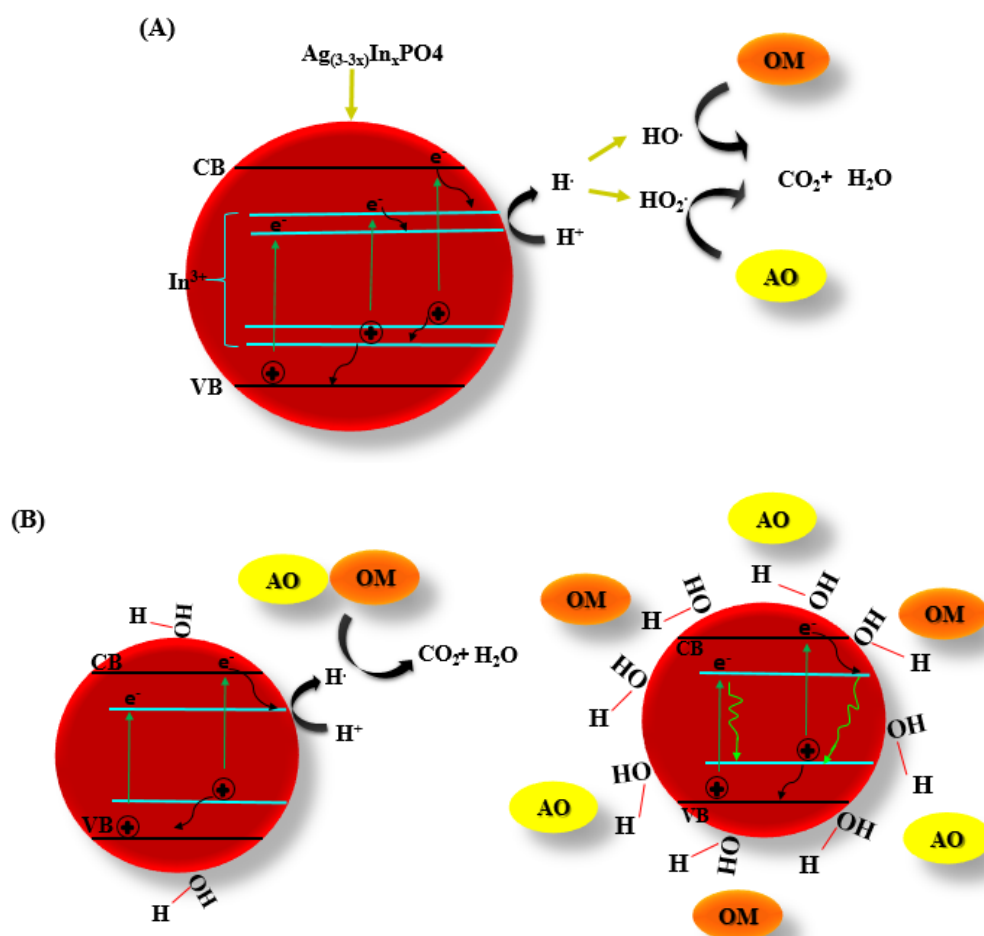 (A)
Ag(3-3x)InxPO4
OM
CB
e-
H·
HO·
HO2·
CO2+ H2O
e-
e-
H+
In3+
AO
VB
(B)
AO
OM
H
OH
CB
e-
H·
CO2+ H2O
e-
H+
VB
H
OH
AO
H
OH
HO
H
OM
OM
OH
H
CB
e-
e-
HO
H
OH
H
HO
H
AO
VB
OH
H
AO
HO
H
OM